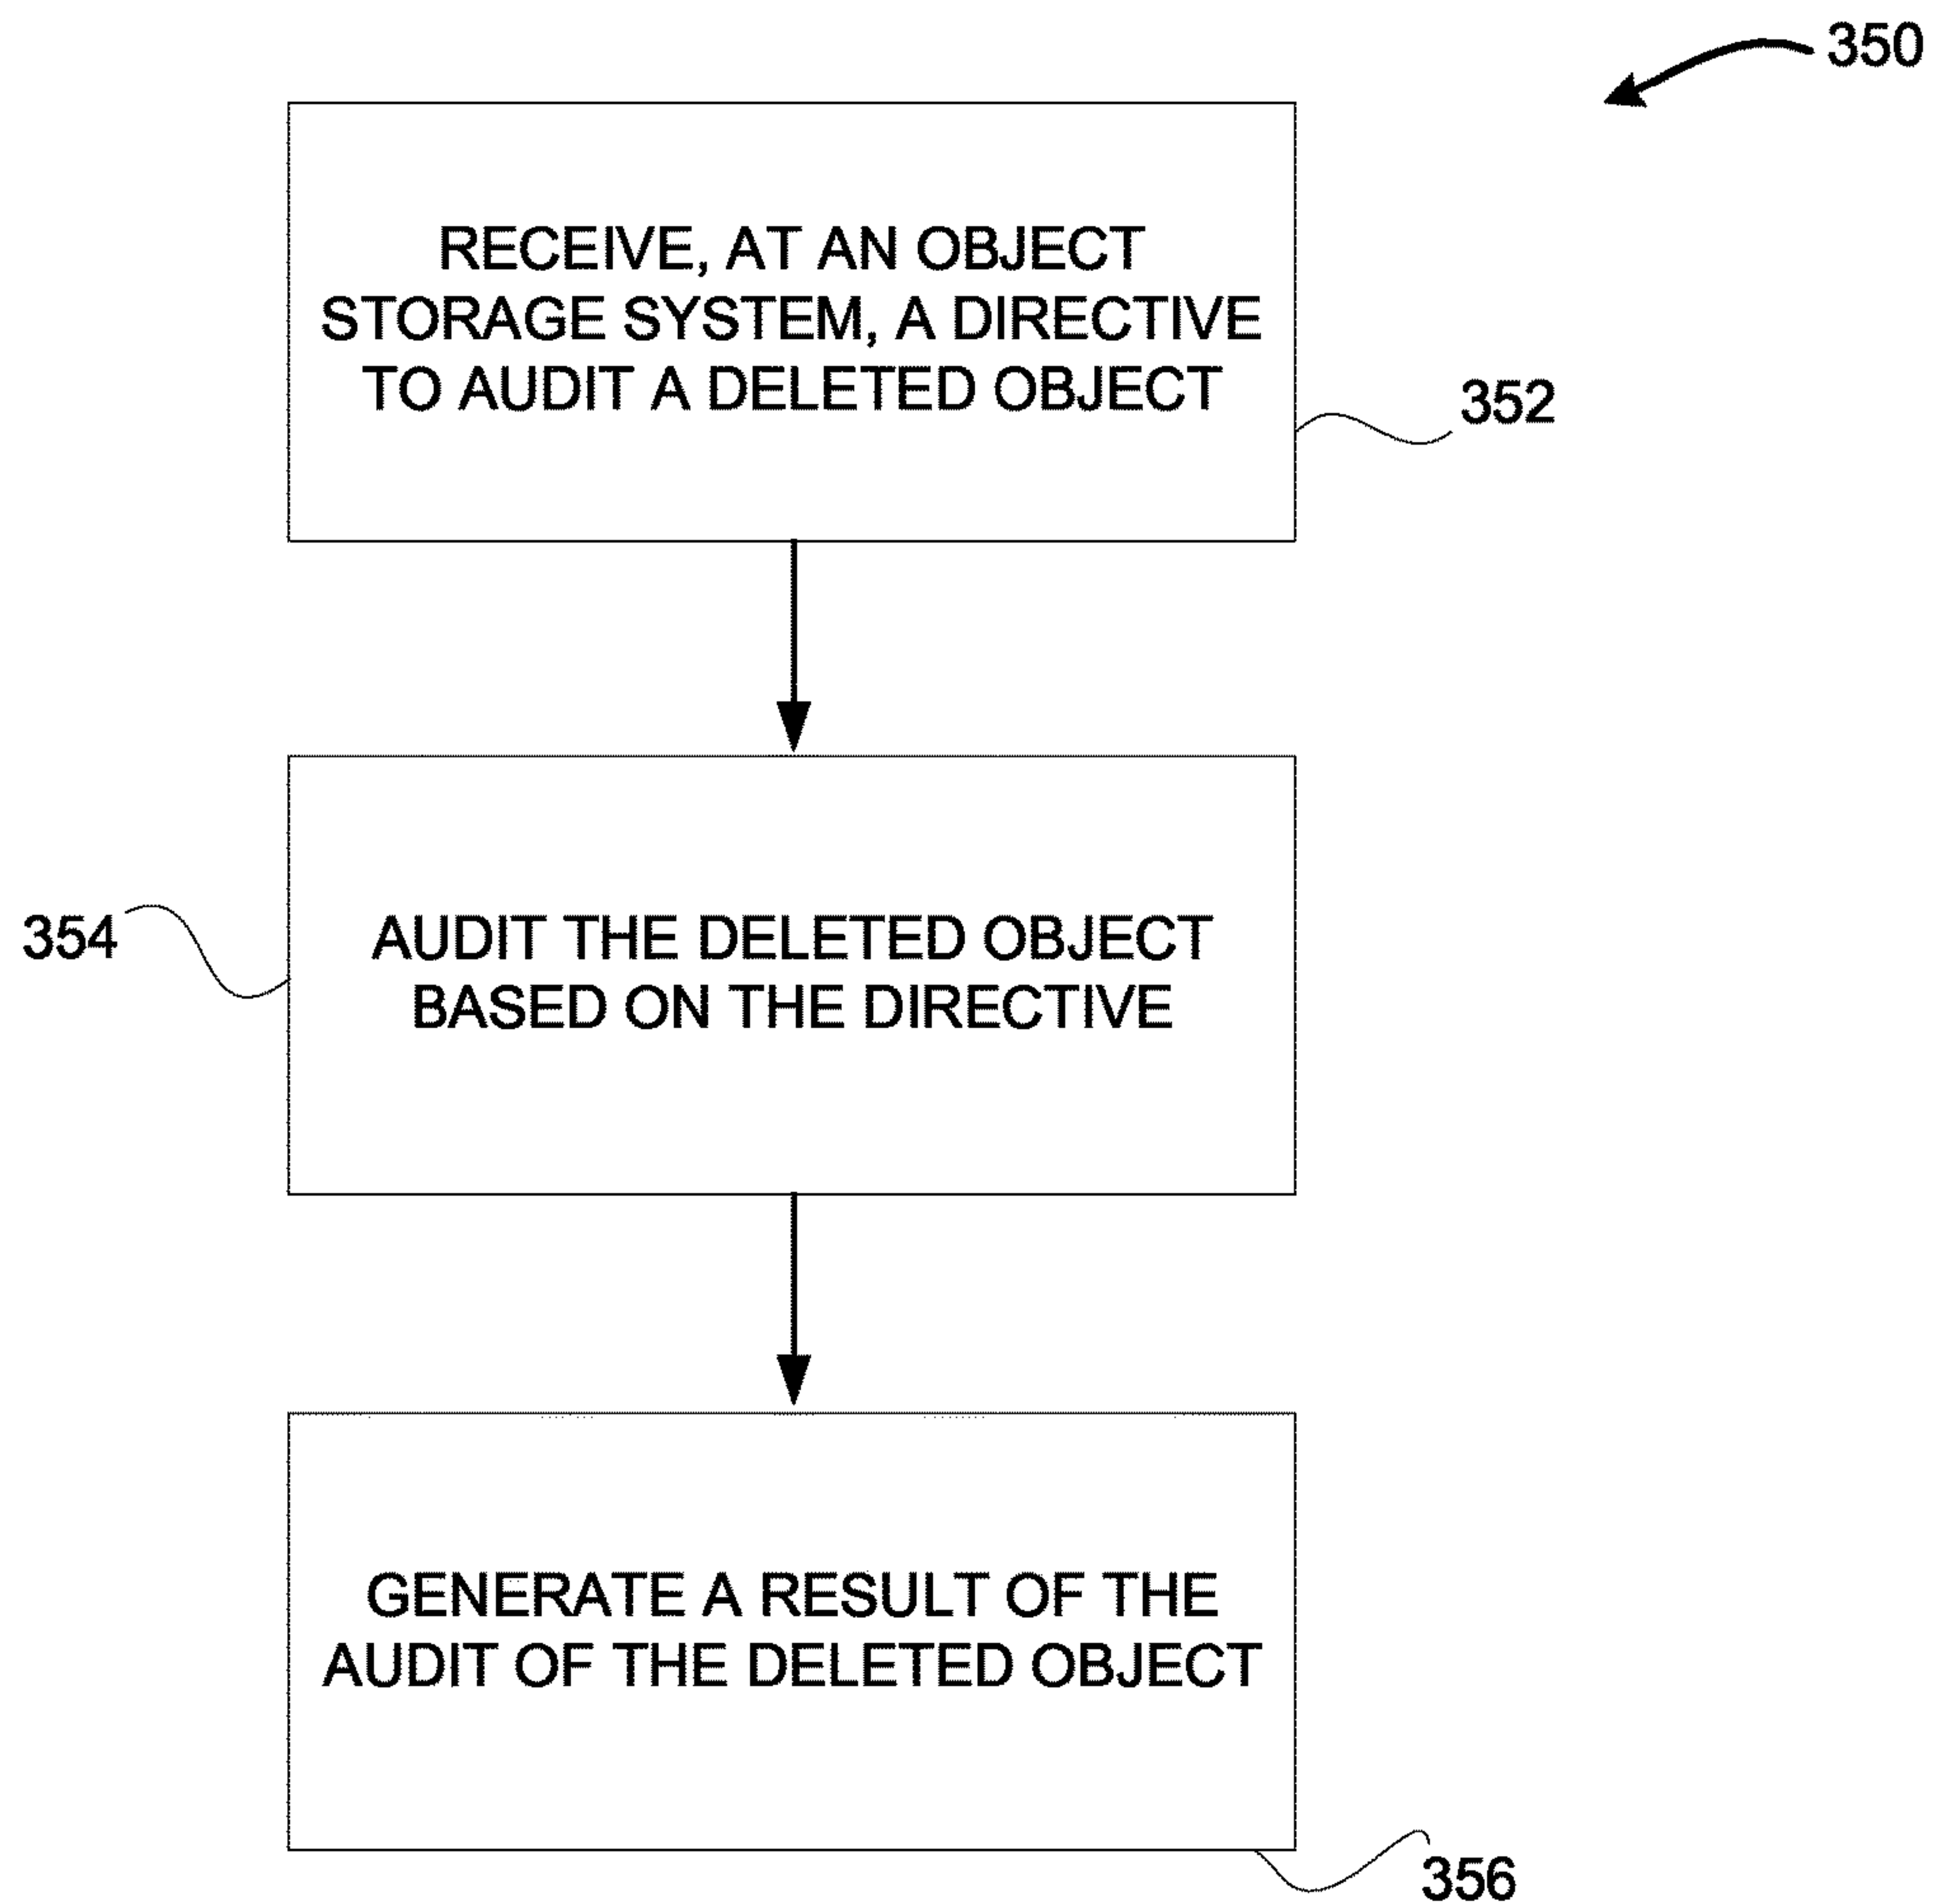 350
RECEIVE, AT AN OBJECT
STORAGE SYSTEM, A DIRECTIVE
TO AUDIT A DELETED OBJECT
352
354
AUDIT THE DELETED OBJECT
BASED ON THE DIRECTIVE
GENERATE A RESULT OF THE
AUDIT OF THE DELETED OBJECT
356